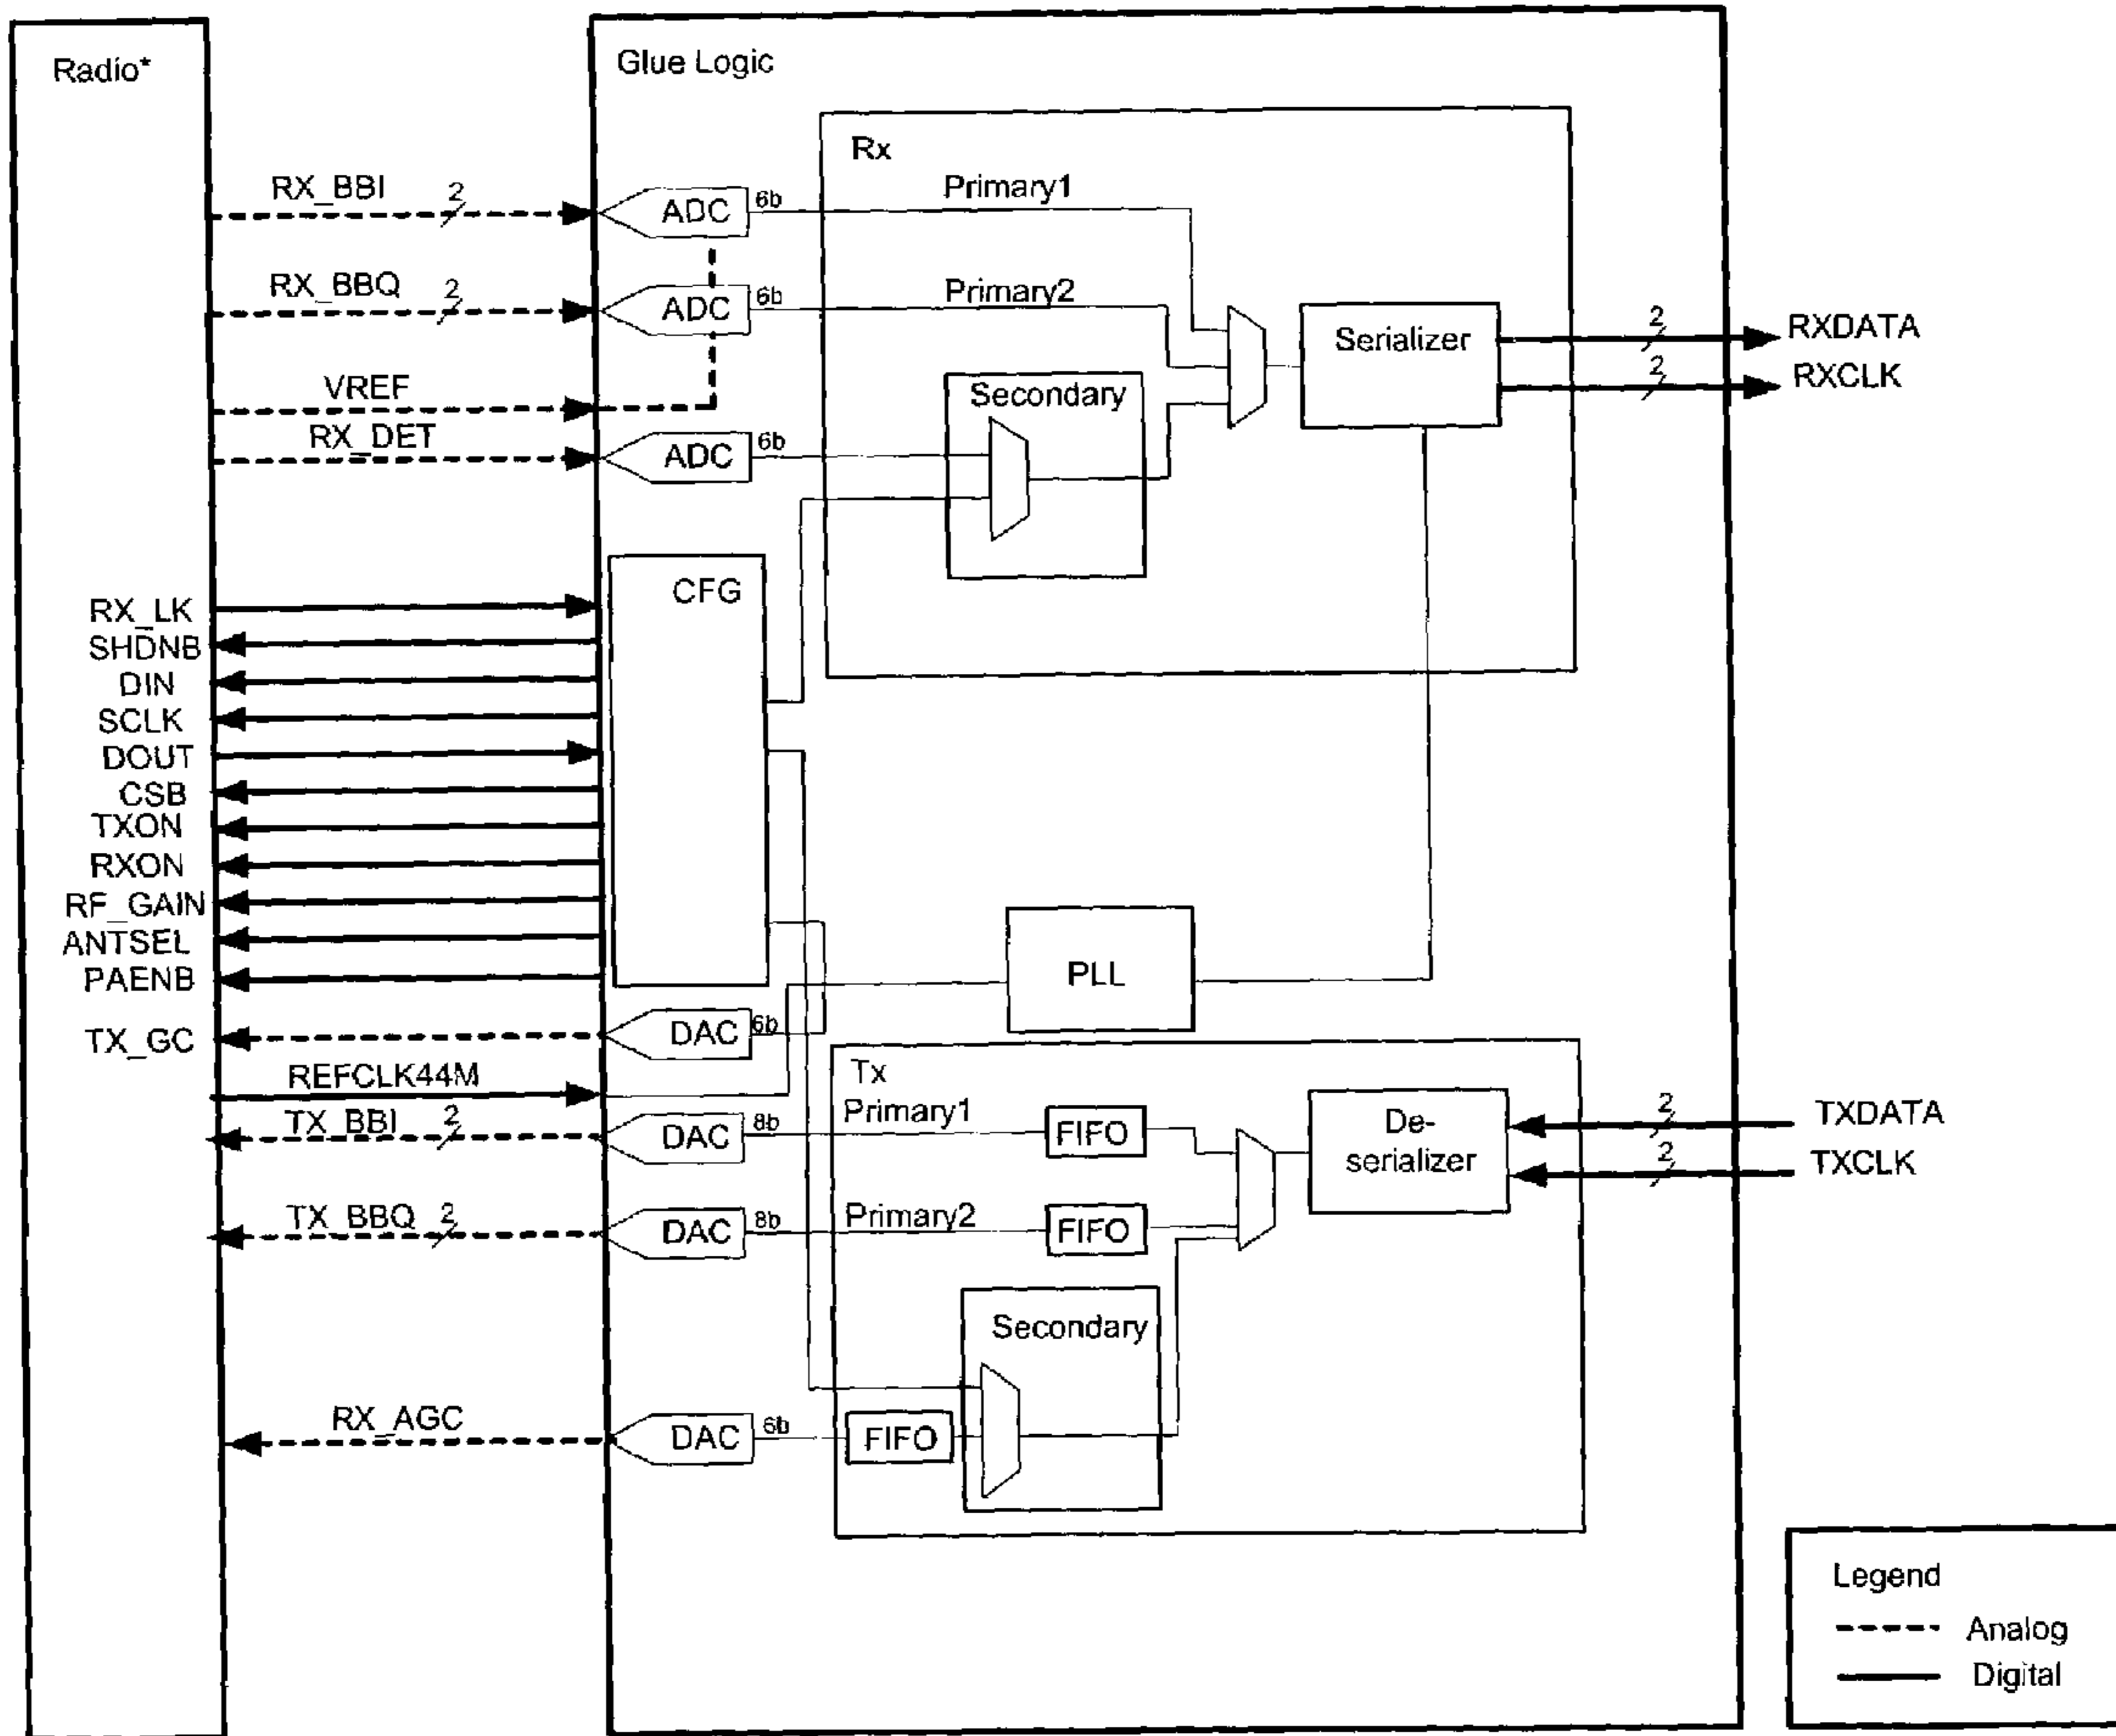 Radio*
Glue Logic
Rx
RX_BBI
2
ADC
6b
Primary1
RX_BBQ
2
ADC
6b
Primary2
Serializer
2
RXDATA
2
RXCLK
VREF
Secondary
RX_DET
ADC
6b
CFG
RX_LK
SHDNB
DIN
SCLK
DOUT
CSB
TXON
RXON
RF_GAIN
ANTSEL
PAENB
PLL
TX_GC
DAC
6b
REFCLK44M
Tx
TX_BBI
2
DAC
8b
Primary1
FIFO
De-
serializer
2
TXDATA
2
TXCLK
TX_BBQ
2
DAC
8b
Primary2
FIFO
Secondary
RX_AGC
DAC
6b
FIFO
Legend
Analog
Digital